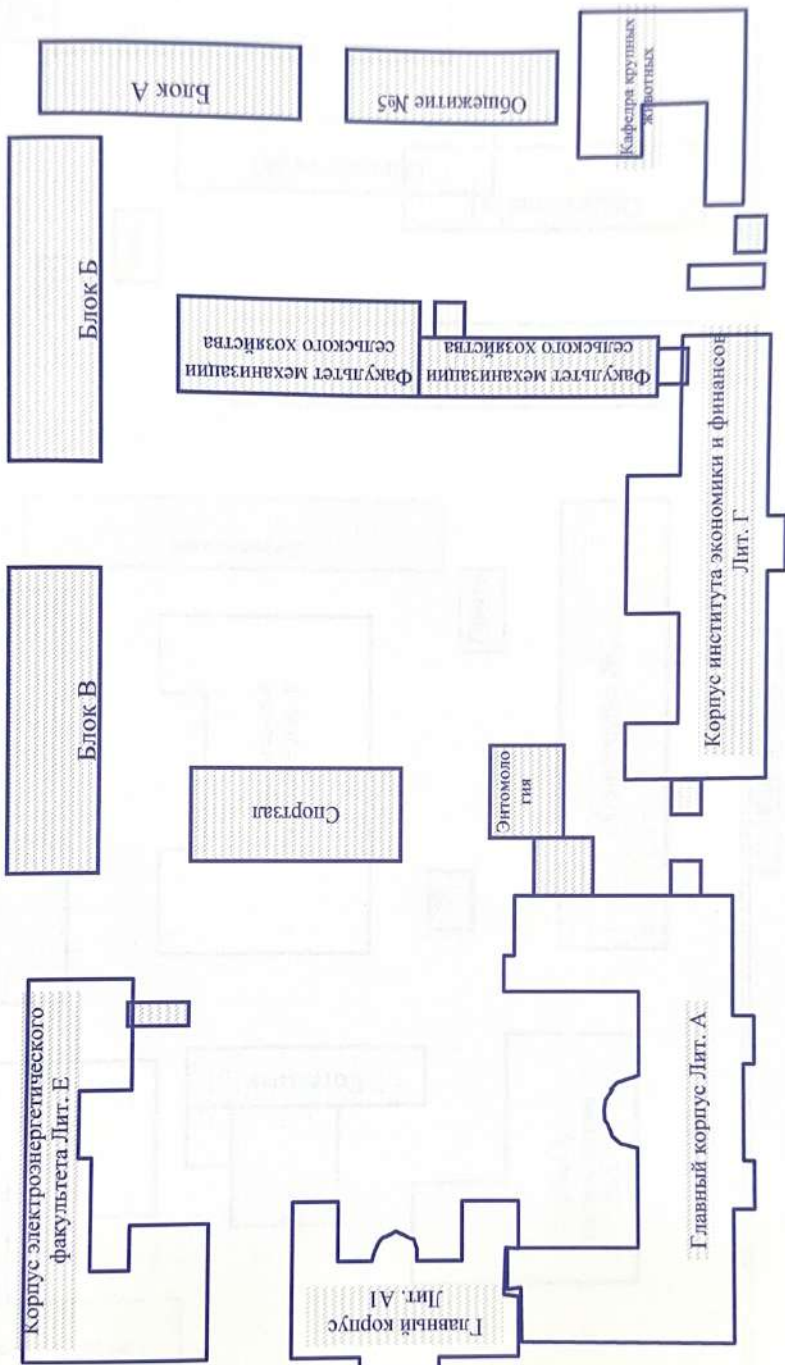 Блок А
Общежитие №5
Кафедра крупных
животных
Блок Б
Факультет механизации
сельского хозяйства
Факультет механизации
сельского хозяйства
Корпус института экономики и финансов
Лит. Г
Блок В
Спортзал
Энтомоло
гия
Корпус электроэнергетического
факультета Лит. Е
Главный корпус
Лит. А1
Главный корпус Лит. А